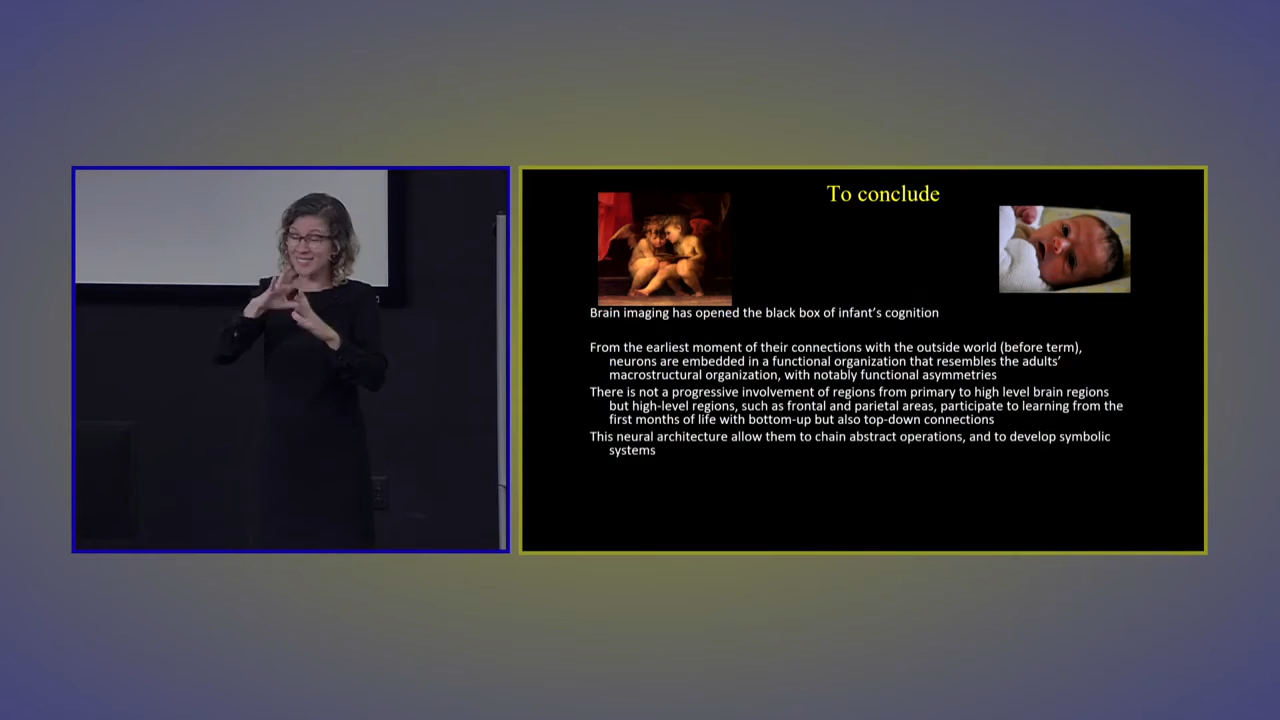 To conclude
Brain imaging has opened the black box of infant's cognition
From the earliest moment of their connections with the outside world (before term),
neurons are embedded in a functional organization that resembles the adults'
macrostructural organization, with notably functional asymmetries
There is not a progressive involvement of regions from primary to high level brain regions
but high-level regions, such as frontal and parietal areas, participate to learning from the
first months of life with bottom-up but also top-down connections
This neural architecture allow them to chain abstract operations, and to develop symbolic
systems